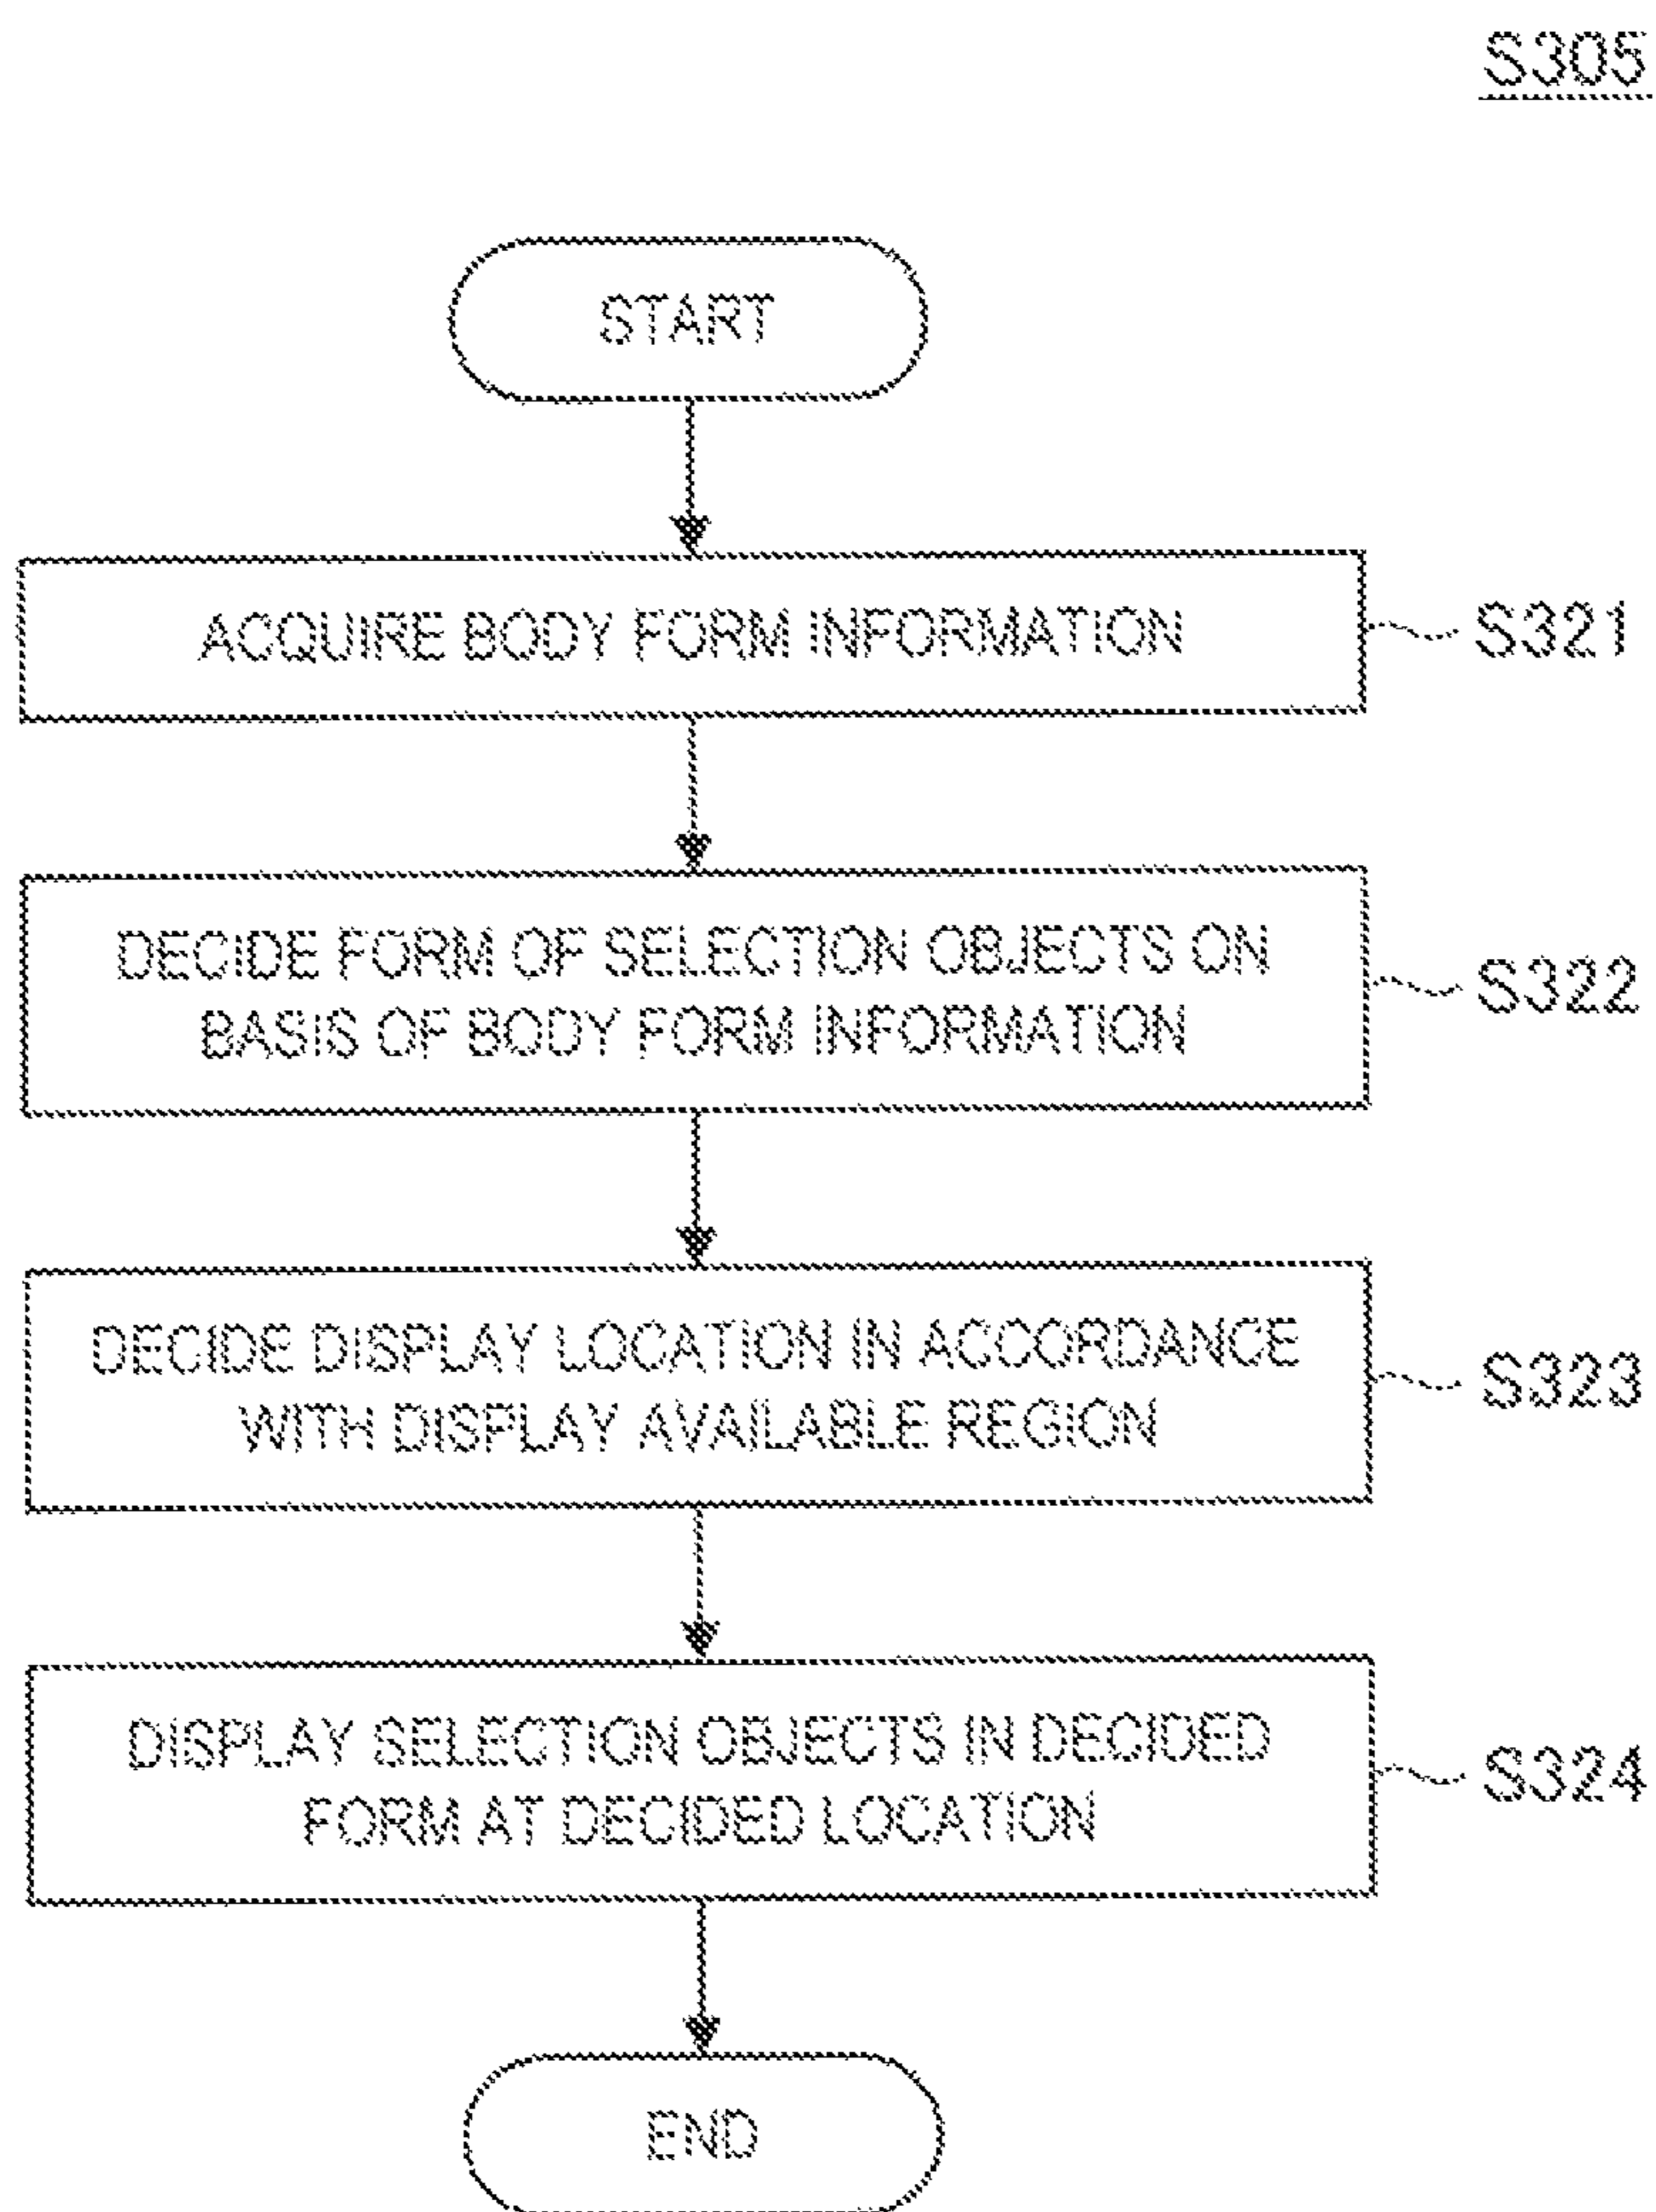 S305
START
ACQUIRE BODY FORM INFORMATION
S321
DECIDE FORM OF SELECTION OBJECTS ON
BASIS OF BODY FORM INFORMATION
S322
DECIDE DISPLAY LOCATION IN ACCORDANCE
WITH DISPLAY AVAILABLE REGION
S323
DISPLAY SELECTION OBJECTS IN DECIDED
FORM AT DECIDED LOCATION
S324
END